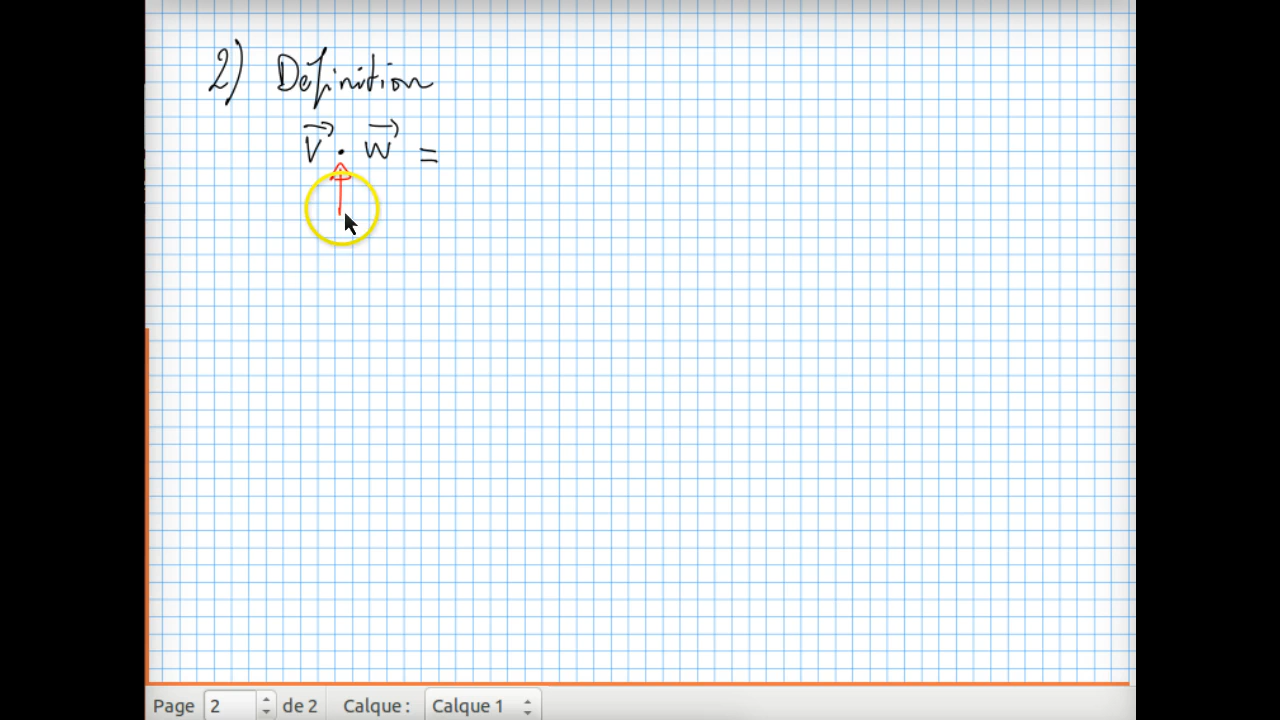 2) Definition
V⃗ · W⃗ =
Page 2 de 2 Calque : Calque 1